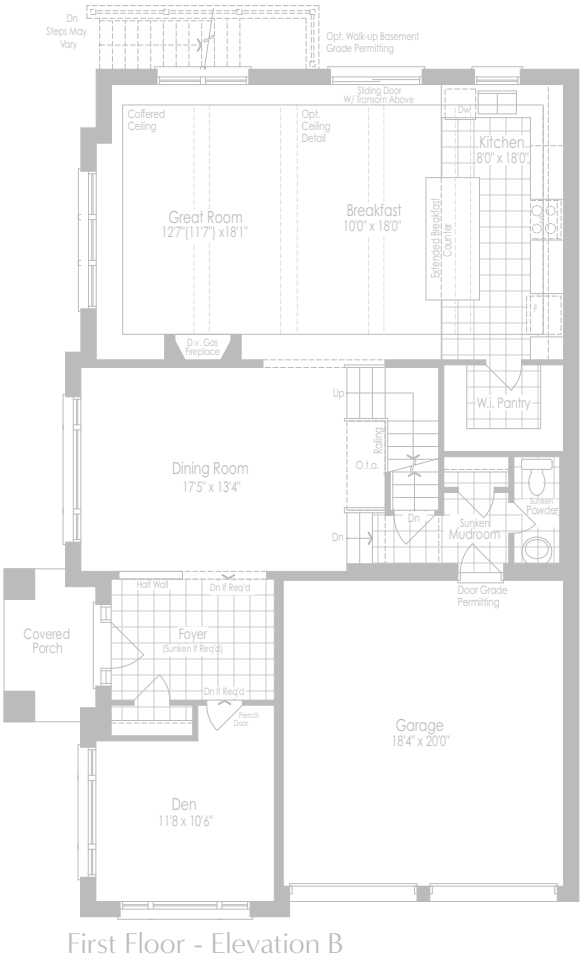 Dn
Steps May
Vary
Opt. Walk-up Basement
Grade Permitting
Sliding Door
W/ Transom Above
Coffered
Ceiling
Opt.
Ceiling
Detail
Dw
Kitchen
8'0" x 18'0"
Great Room
12'7"(11'7") x18'1"
Breakfast
10'0" x 18'0"
Extended Breakfast
Counter
F
D.v. Gas
Fireplace
Up
W.i. Pantry
Railing
O.t.a.
Dining Room
17'5" x 13'4"
Dn
Dn
Sunken
Mudroom
Sunken
Powder
Half Wall
Dn If Req'd
Door Grade
Permitting
Covered
Porch
Foyer
(Sunken If Req'd)
Dn If Req'd
French
Door
Garage
18'4" x 20'0"
Den
11'8 x 10'6"
First Floor - Elevation B